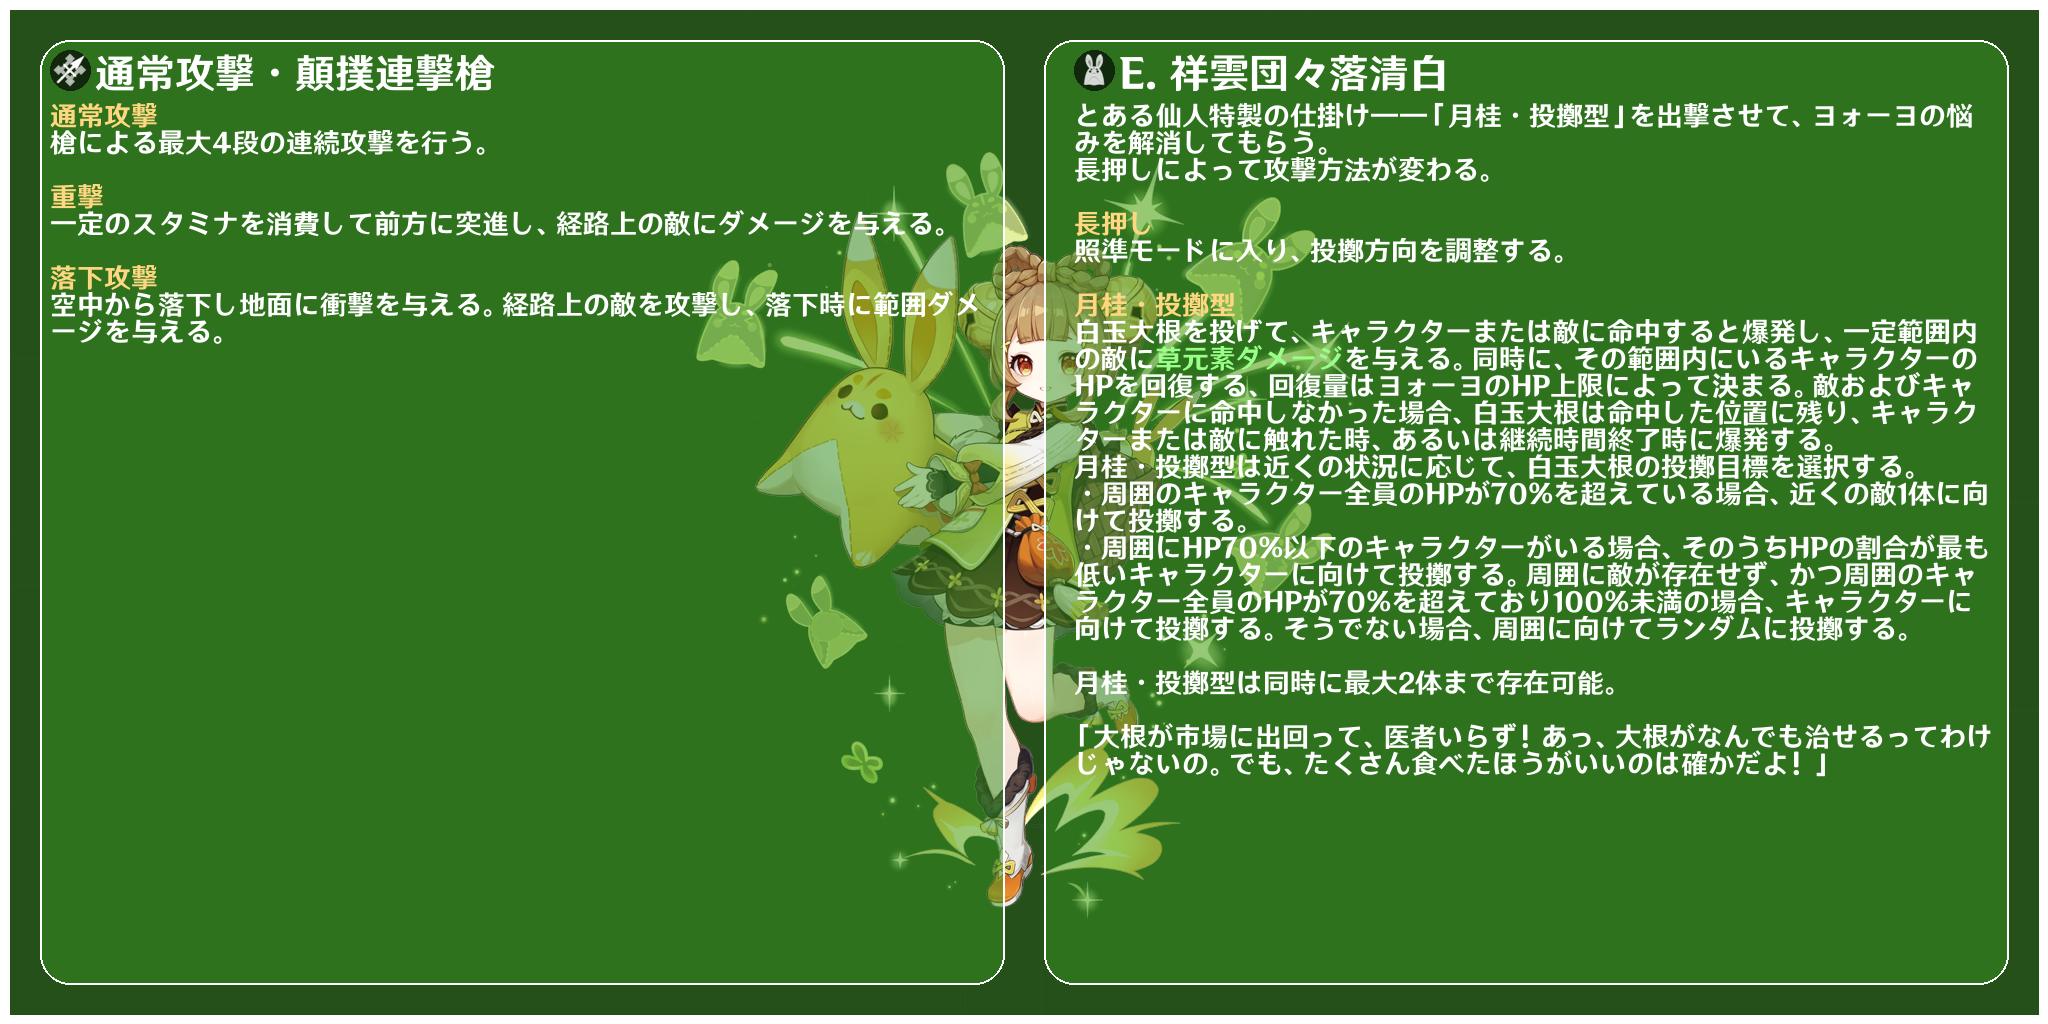 通常攻撃・顛撲連撃槍
通常攻撃
槍による最大4段の連続攻撃を行う。
重撃
一定のスタミナを消費して前方に突進し、経路上の敵にダメージを与える。
落下攻撃
空中から落下し地面に衝撃を与える。経路上の敵を攻撃し、落下時に範囲ダメ
ージを与える。
E. 祥雲団々落清白
とある仙人特製の仕掛け——「月桂・投擲型」を出撃させて、ヨォーヨの悩
みを解消してもらう。
長押しによって攻撃方法が変わる。
長押し
照準モードに入り、投擲方向を調整する。
月桂・投擲型
白玉大根を投げて、キャラクターまたは敵に命中すると爆発し、一定範囲内
の敵に草元素ダメージを与える。同時に、その範囲内にいるキャラクターの
HPを回復する、回復量はヨォーヨのHP上限によって決まる。敵およびキャ
ラクターに命中しなかった場合、白玉大根は命中した位置に残り、キャラク
ターまたは敵に触れた時、あるいは継続時間終了時に爆発する。
月桂・投擲型は近くの状況に応じて、白玉大根の投擲目標を選択する。
・周囲のキャラクター全員のHPが70%を超えている場合、近くの敵1体に向
けて投擲する。
・周囲にHP70%以下のキャラクターがいる場合、そのうちHPの割合が最も
低いキャラクターに向けて投擲する。周囲に敵が存在せず、かつ周囲のキャ
ラクター全員のHPが70%を超えており100%未満の場合、キャラクターに
向けて投擲する。そうでない場合、周囲に向けてランダムに投擲する。
月桂・投擲型は同時に最大2体まで存在可能。
「大根が市場に出回って、医者いらず！あっ、大根がなんでも治せるってわけ
じゃないの。でも、たくさん食べたほうがいいのは確かだよ！」